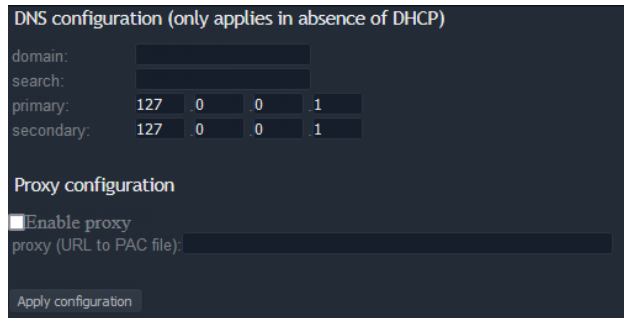 DNS configuration (only applies in absence of DHCP)
domain:
search:
primary: 127 .0 .0 .1
secondary: 127 .0 .0 .1
Proxy configuration
Enable proxy
proxy (URL to PAC file):
Apply configuration